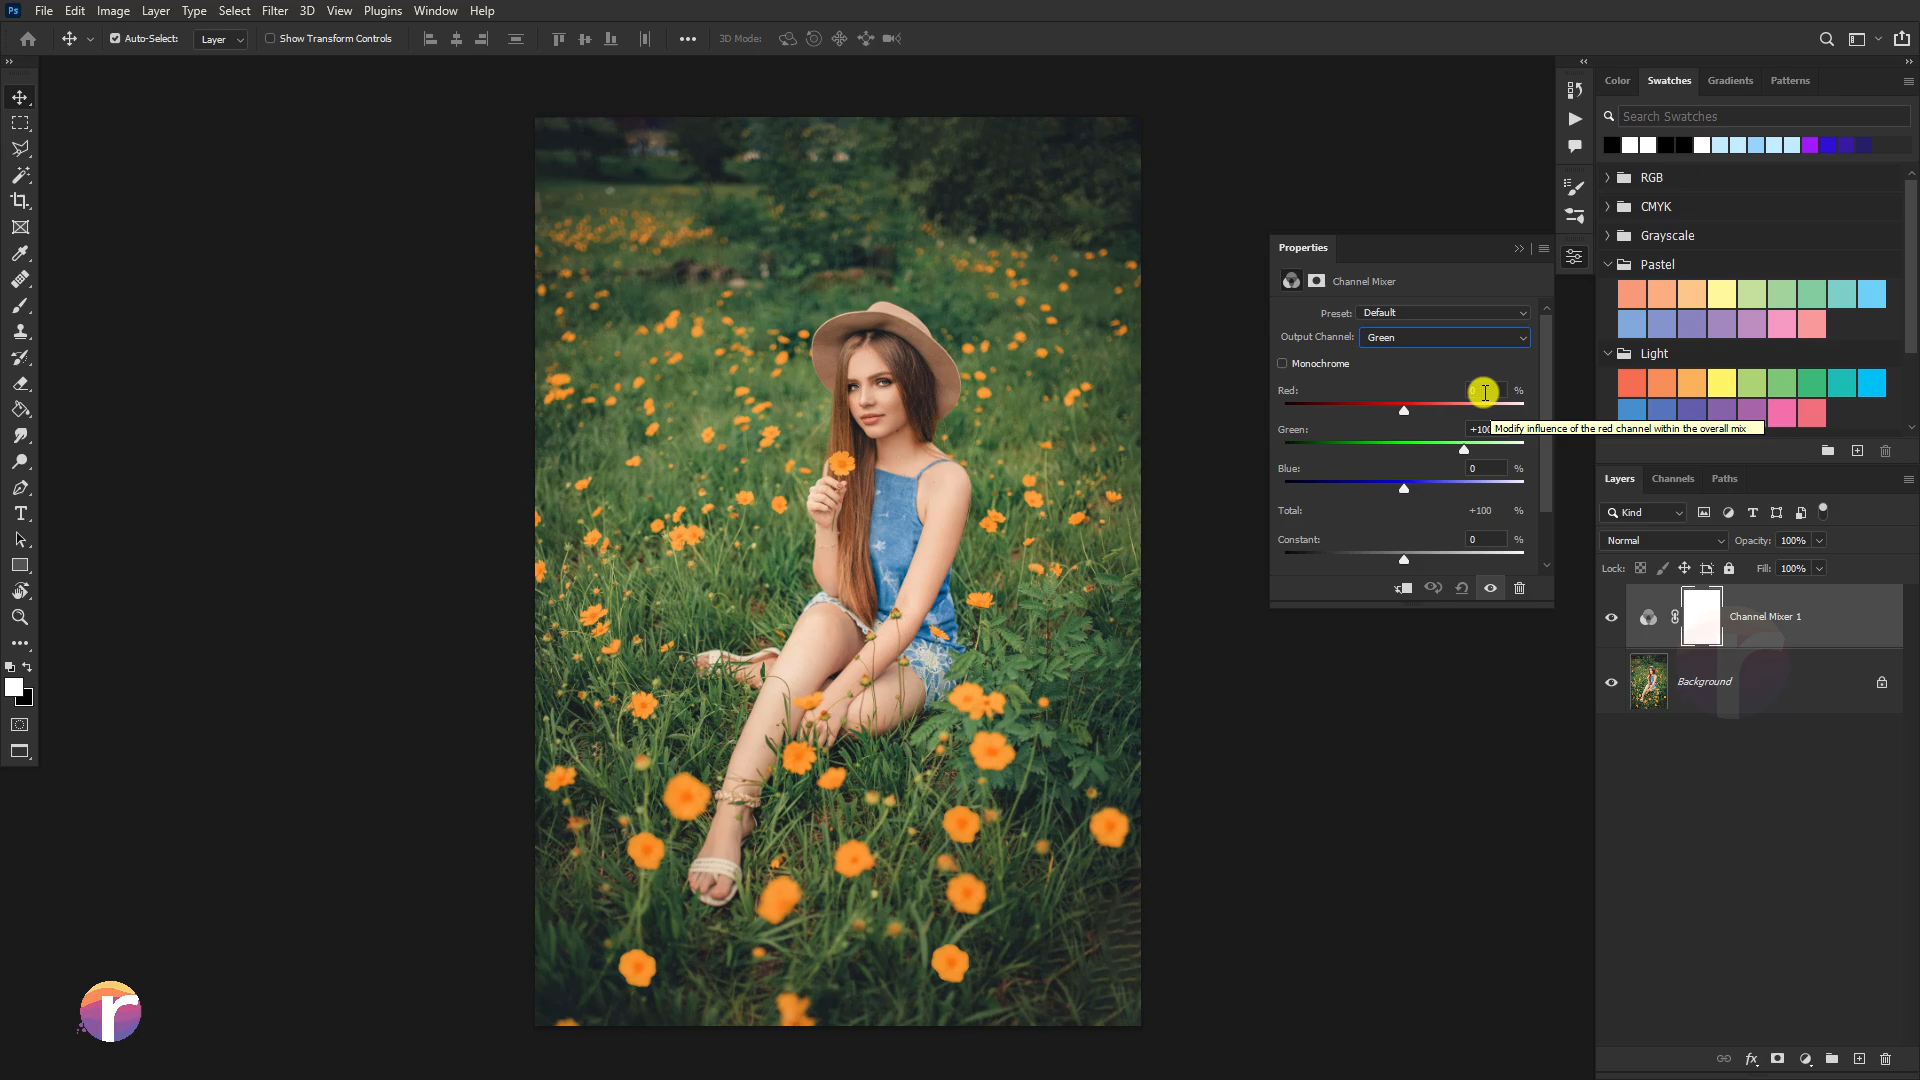 Ps File Edit Image Layer Type Select Filter 3D View Plugins Window Help
Auto-Select: Layer Show Transform Controls 3D Mode:
Color Swatches Gradients Patterns
Search Swatches
RGB
CMYK
Grayscale
Pastel
Light
Properties
Channel Mixer
Preset: Default
Output Channel: Green
Monochrome
Red: 0 %
Green: +100
Modify influence of the red channel within the overall mix
Blue: 0 %
Total: +100 %
Constant: 0 %
Layers Channels Paths
Kind
Normal Opacity: 100%
Lock: Fill: 100%
Channel Mixer 1
Background
r